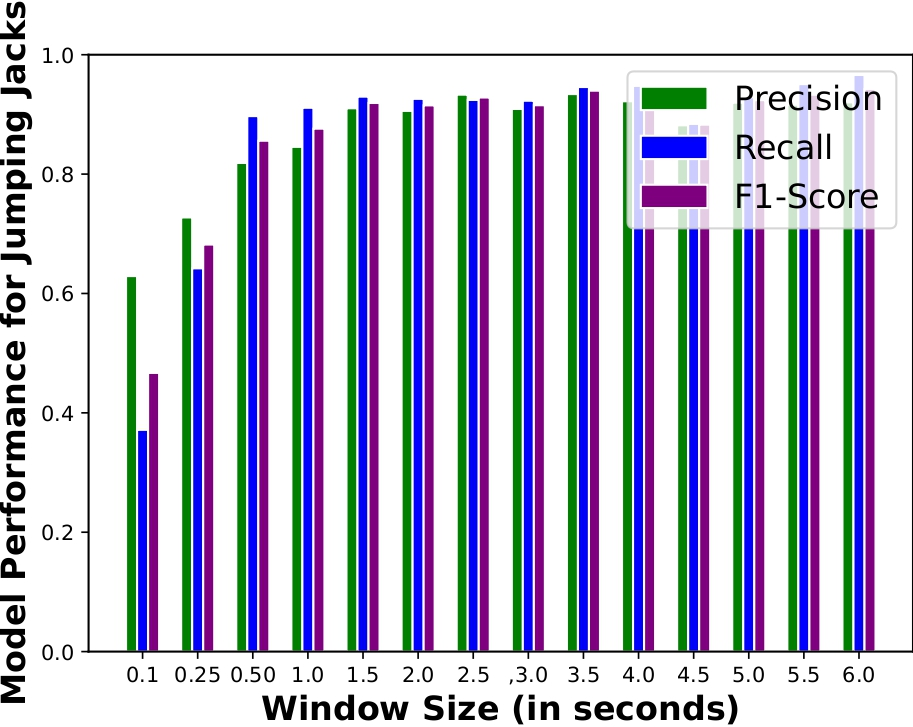 Model Performance for Jumping Jacks
1.0
0.8
0.6
0.4
0.2
0.0
Precision
Recall
F1-Score
0.1 0.25 0.50 1.0 1.5 2.0 2.5 ,3.0 3.5 4.0 4.5 5.0 5.5 6.0
Window Size (in seconds)